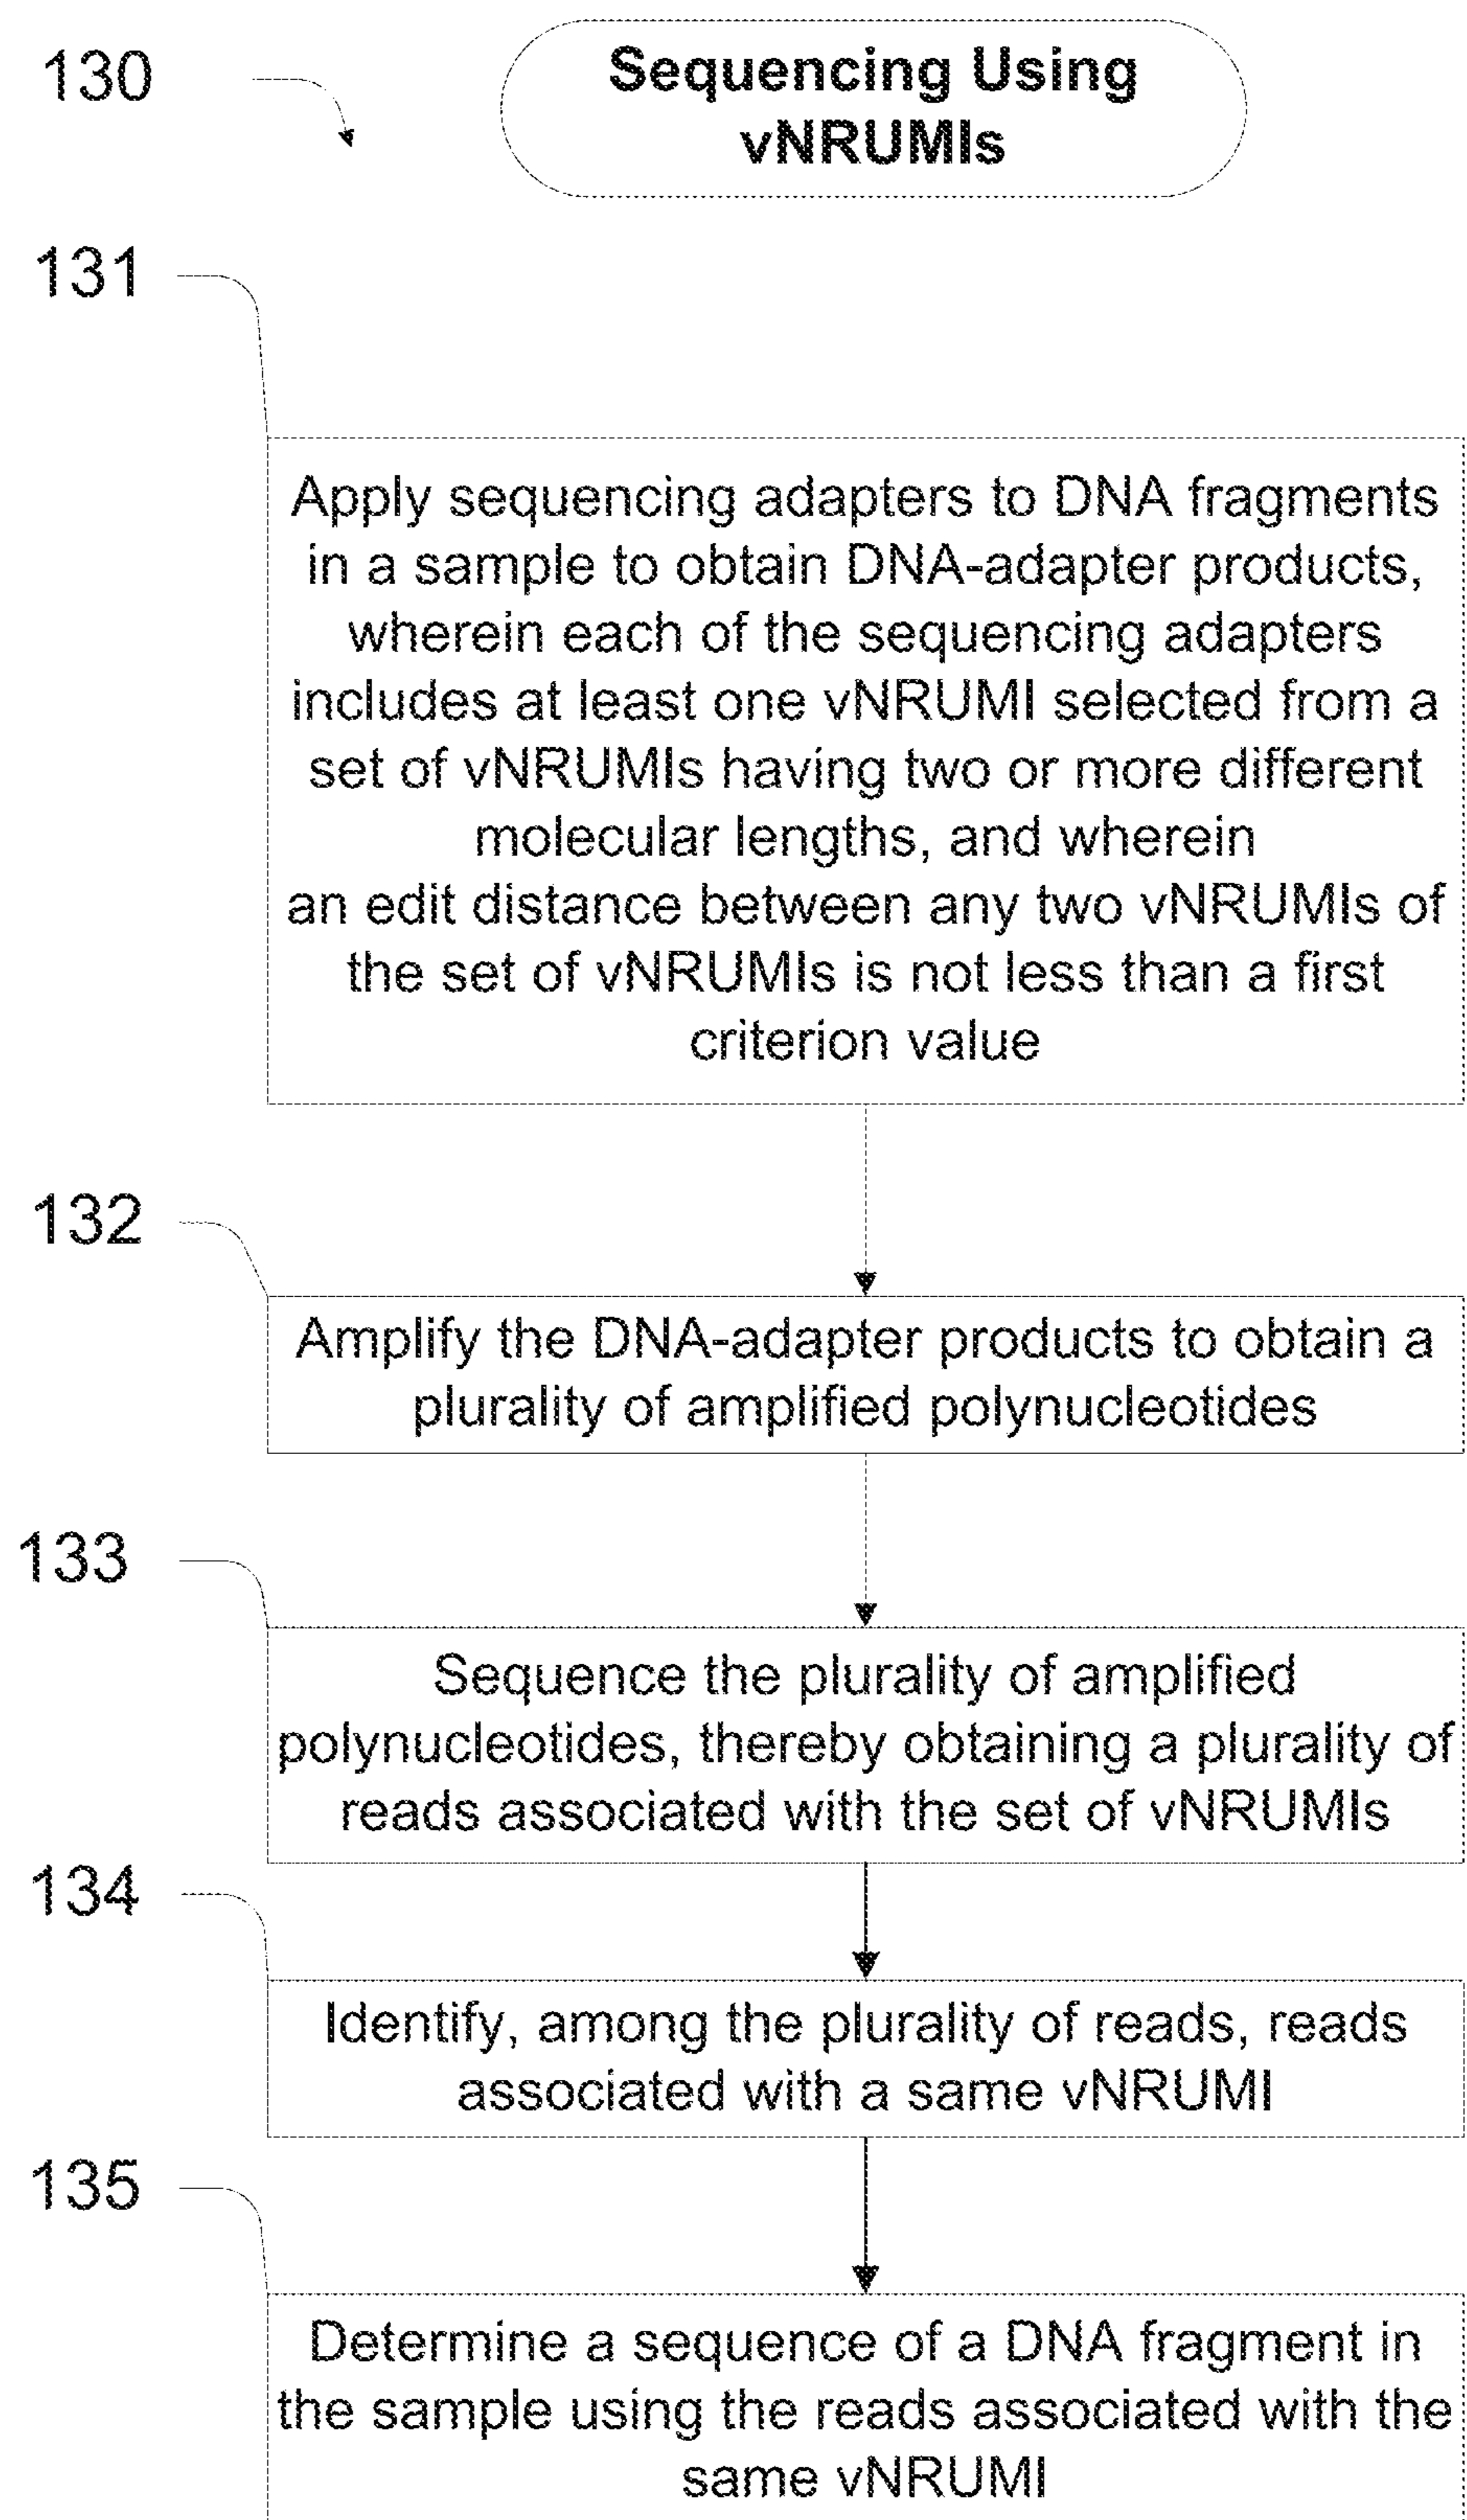 130
Sequencing Using
vNRUMIs
131
Apply sequencing adapters to DNA fragments
in a sample to obtain DNA-adapter products,
wherein each of the sequencing adapters
includes at least one vNRUMI selected from a
set of vNRUMIs having two or more different
molecular lengths, and wherein
an edit distance between any two vNRUMIs of
the set of vNRUMIs is not less than a first
criterion value
132
Amplify the DNA-adapter products to obtain a
plurality of amplified polynucleotides
133
Sequence the plurality of amplified
polynucleotides, thereby obtaining a plurality of
reads associated with the set of vNRUMIs
134
Identify, among the plurality of reads, reads
associated with a same vNRUMI
135
Determine a sequence of a DNA fragment in
the sample using the reads associated with the
same vNRUMI